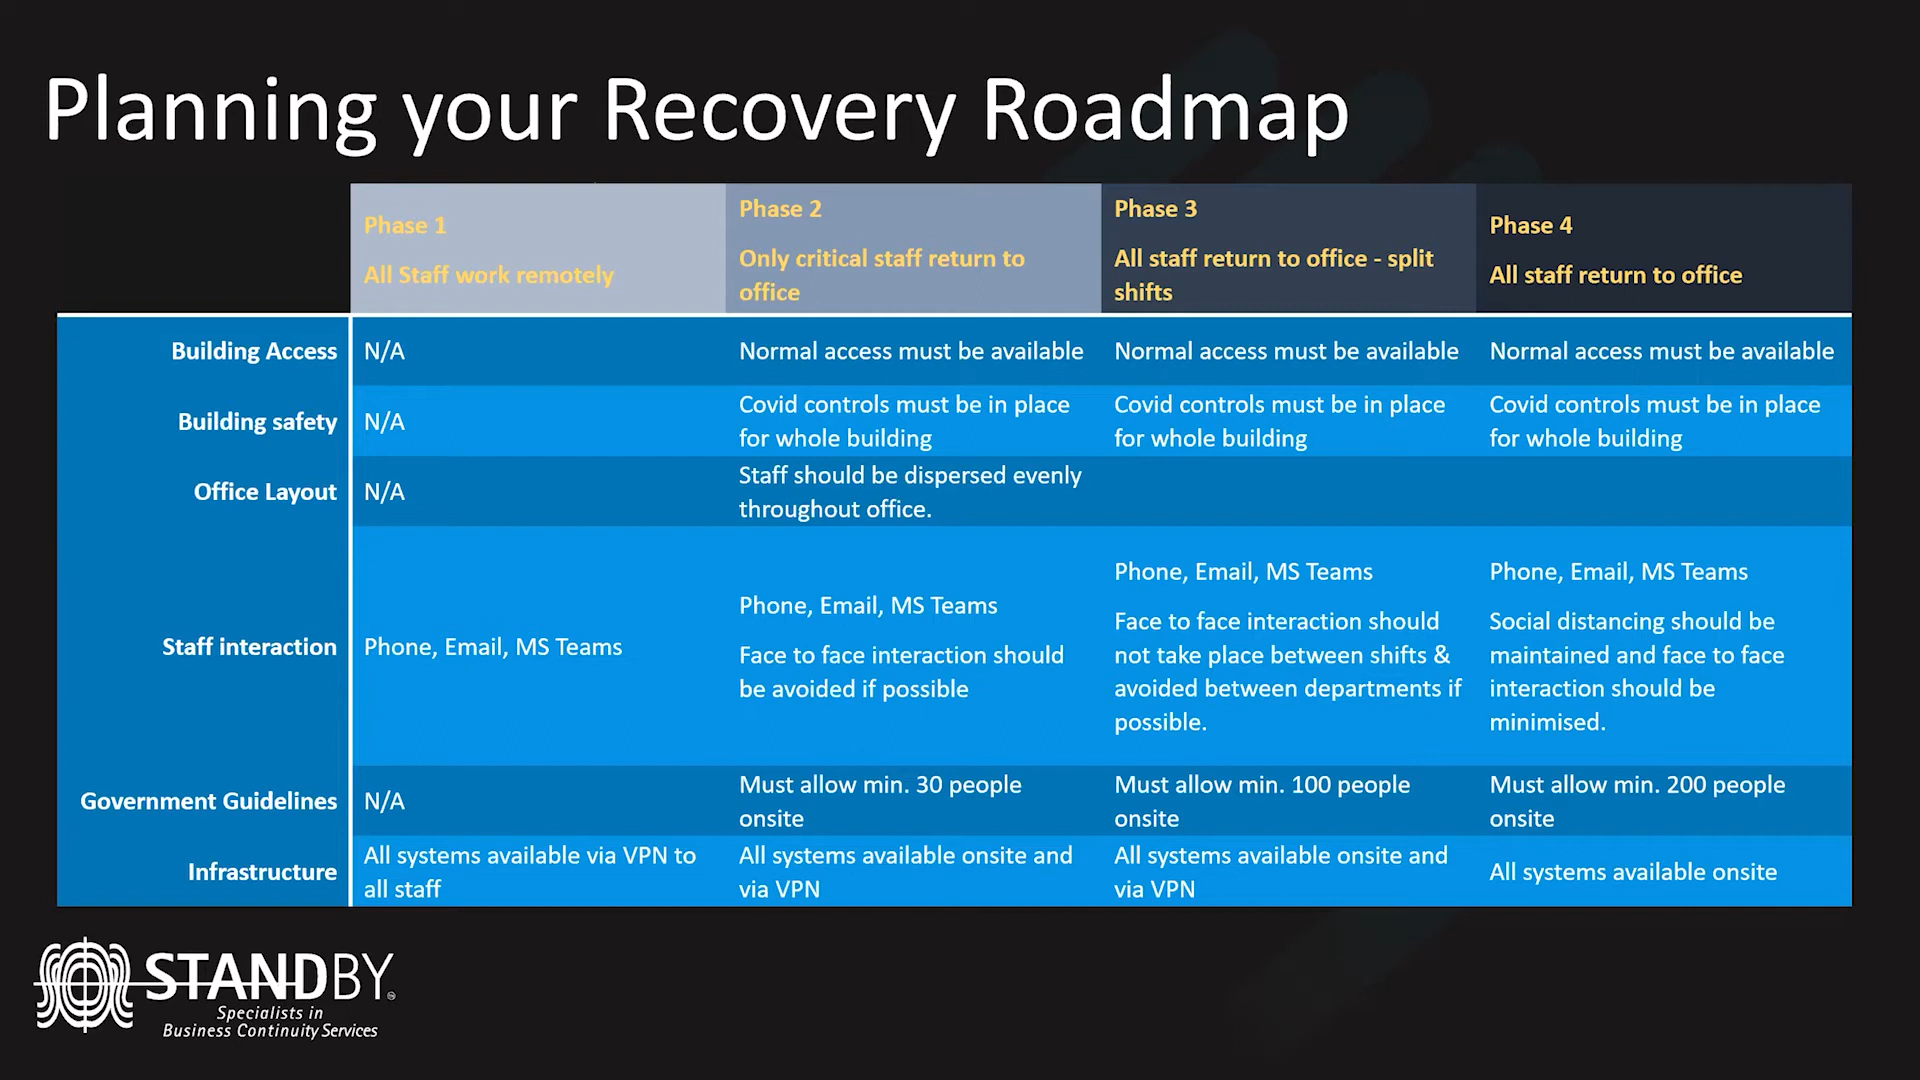 Planning your Recovery Roadmap
Phase 1
All Staff work remotely
Phase 2
Only critical staff return to
office
Phase 3
All staff return to office - split
shifts
Phase 4
All staff return to office
Building Access
N/A
Normal access must be available
Normal access must be available
Normal access must be available
Building safety
N/A
Covid controls must be in place
for whole building
Covid controls must be in place
for whole building
Covid controls must be in place
for whole building
Office Layout
N/A
Staff should be dispersed evenly
throughout office.
Staff interaction
Phone, Email, MS Teams
Phone, Email, MS Teams
Face to face interaction should
be avoided if possible
Phone, Email, MS Teams
Face to face interaction should
not take place between shifts &
avoided between departments if
possible.
Phone, Email, MS Teams
Social distancing should be
maintained and face to face
interaction should be
minimised.
Government Guidelines
N/A
Must allow min. 30 people
onsite
Must allow min. 100 people
onsite
Must allow min. 200 people
onsite
Infrastructure
All systems available via VPN to
all staff
All systems available onsite and
via VPN
All systems available onsite and
via VPN
All systems available onsite
STANDBY
Specialists in
Business Continuity Services